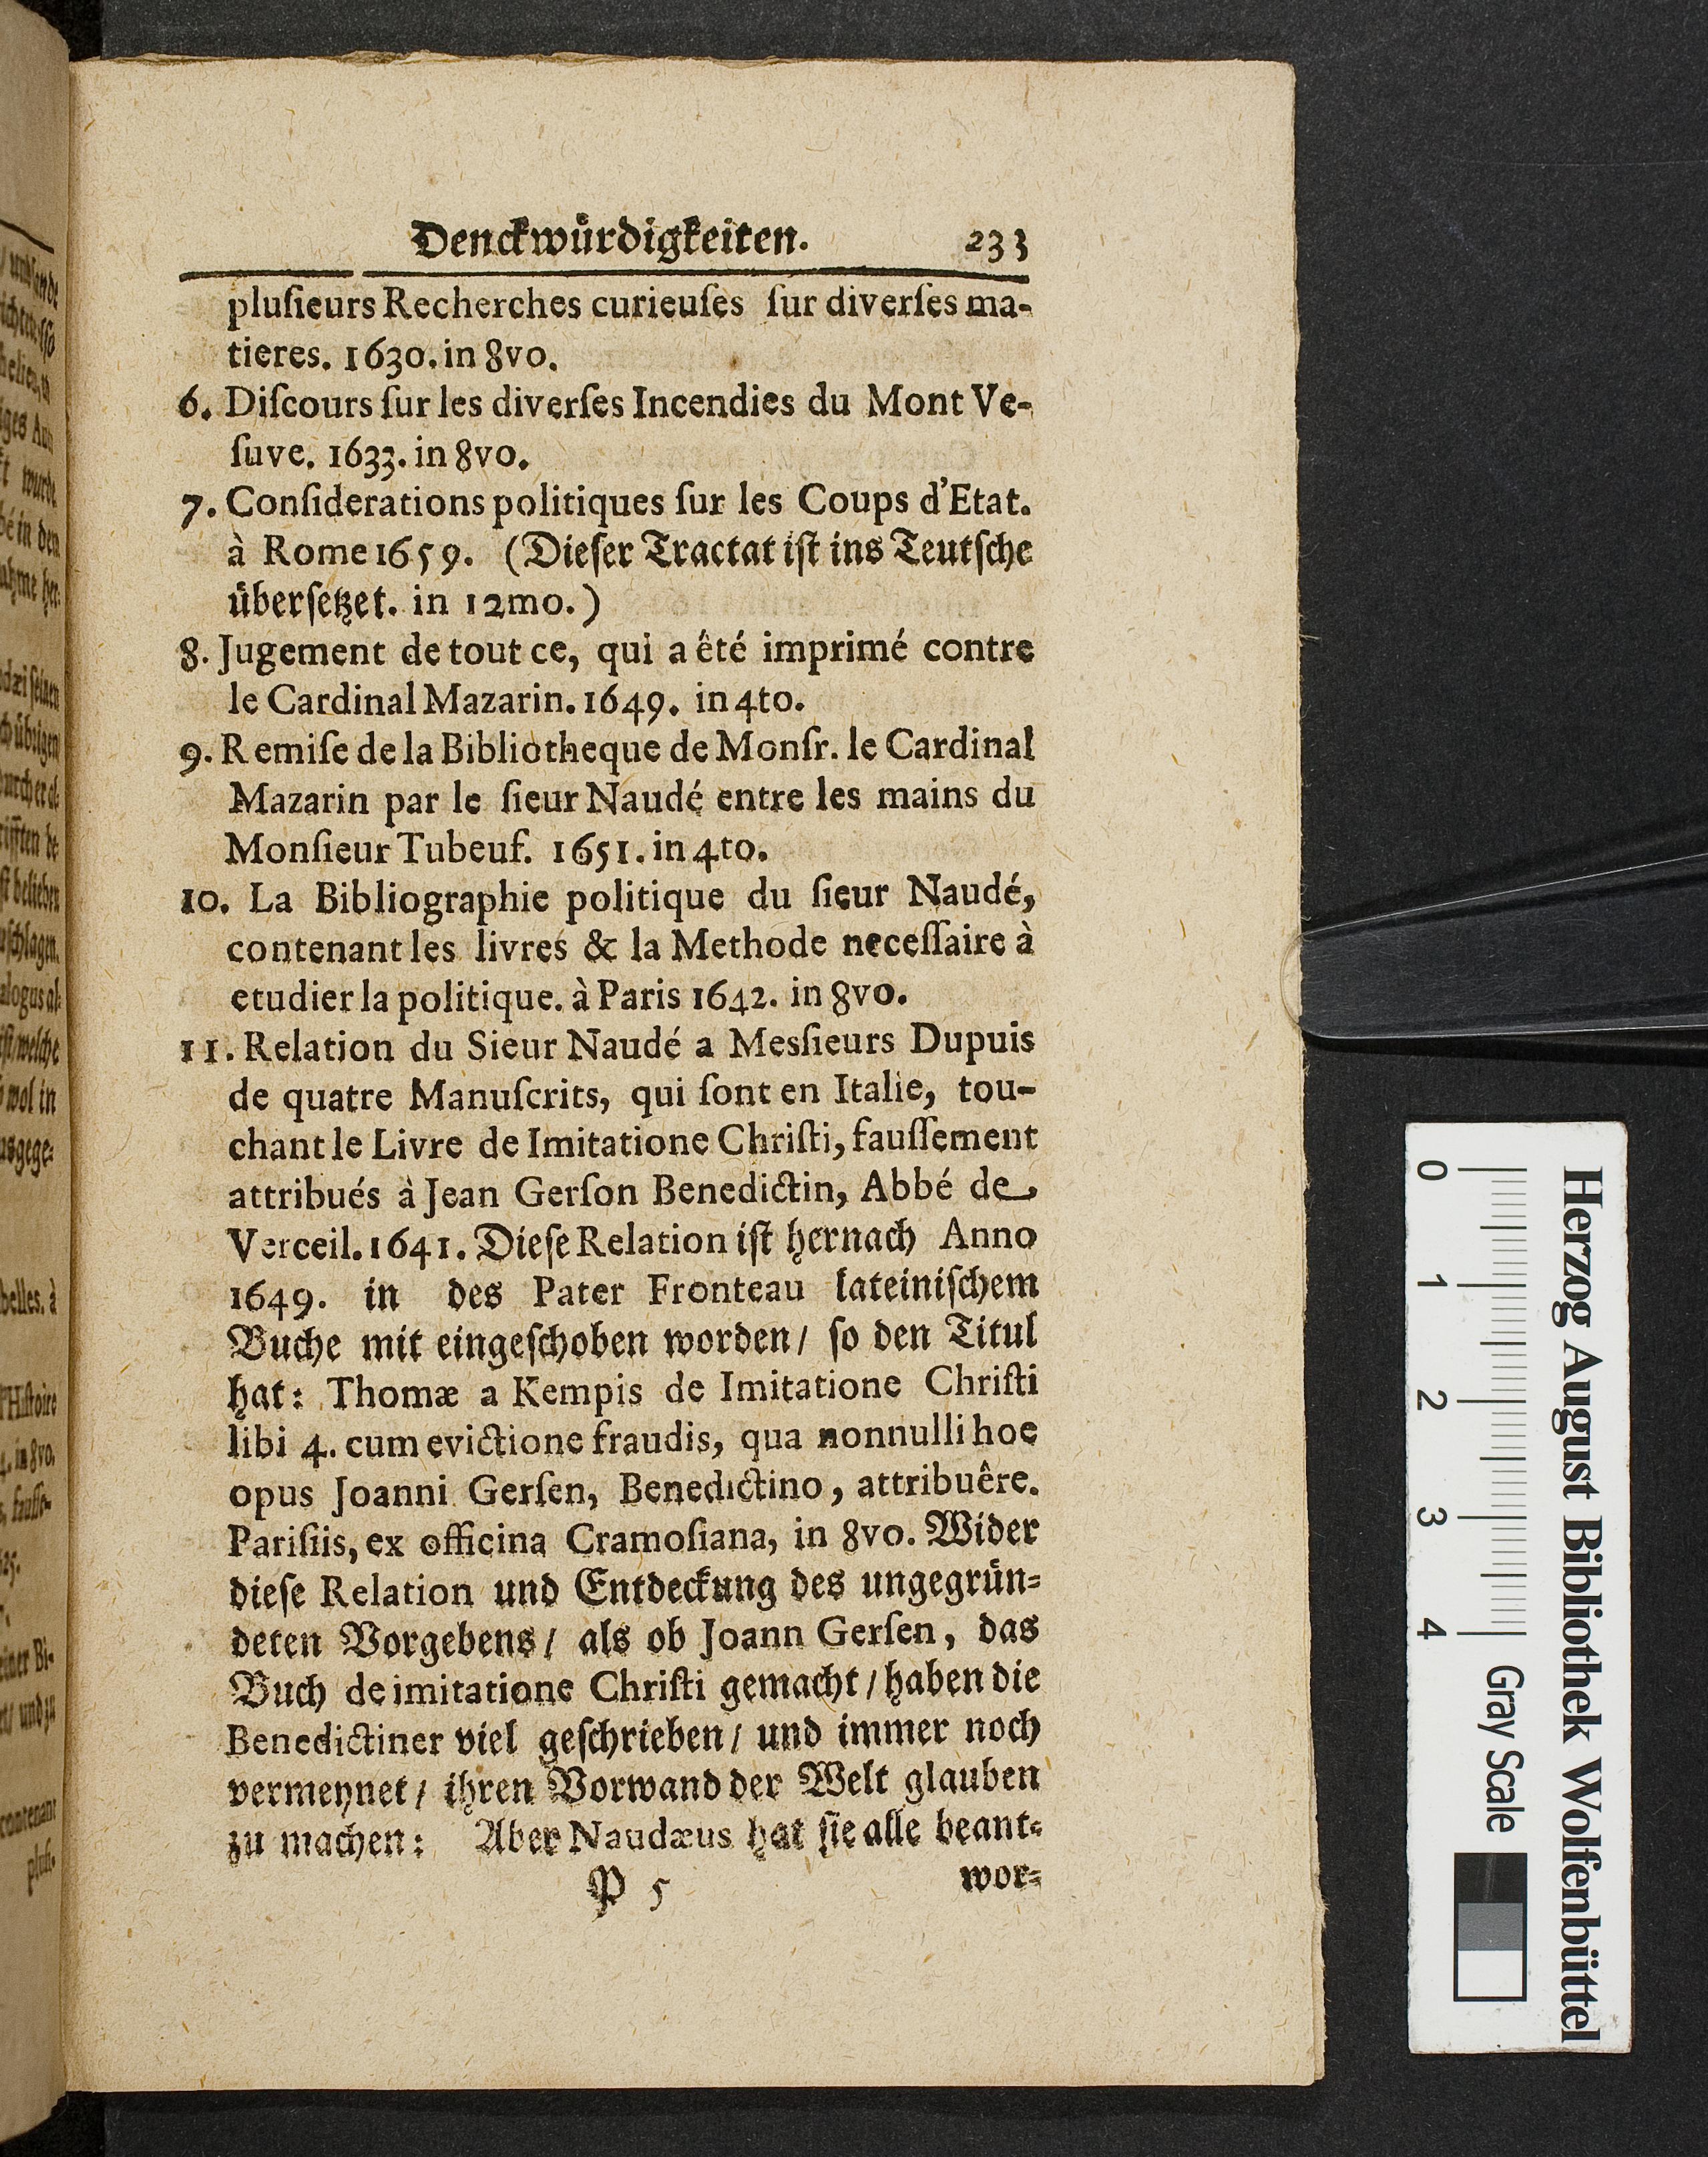 Denckwürdigkeiten. 233
pluſieurs Recherches curieuſes ſur diverſes ma-
tieres. 1630. in 8vo.
6. Diſcours ſur les diverſes Incendies du Mont Ve-
ſuve. 1633. in 8vo.
7. Conſiderations politiques ſur les Coups d'Etat.
à Rome 1659. (Dieſer Tractat iſt ins Teutſche
überſetzet. in 12mo.)
8. Jugement de tout ce, qui a êté imprimé contre
le Cardinal Mazarin. 1649. in 4to.
9. Remiſe de la Bibliotheque de Monſr. le Cardinal
Mazarin par le ſieur Naudé entre les mains du
Monſieur Tubeuf. 1651. in 4to.
10. La Bibliographie politique du ſieur Naudé,
contenant les livres & la Methode neceſſaire à
etudier la politique. à Paris 1642. in 8vo.
11. Relation du Sieur Naudé a Mesſieurs Dupuis
de quatre Manuſcrits, qui ſont en Italie, tou-
chant le Livre de Imitatione Chriſti, fauſſement
attribués à Jean Gerſon Benedictin, Abbé de
Verceil. 1641. Dieſe Relation iſt hernach Anno
1649. in des Pater Fronteau lateiniſchem
Buche mit eingeſchoben worden/ ſo den Titul
hat: Thomæ a Kempis de Imitatione Chriſti
libi 4. cum evictione fraudis, qua nonnulli hoc
opus Joanni Gerſen, Benedictino, attribuêre.
Pariſiis, ex officina Cramoſiana, in 8vo. Wider
dieſe Relation und Entdeckung des ungegrün-
deten Vorgebens/ als ob Joann Gerſen, das
Buch de imitatione Chriſti gemacht/ haben die
Benedictiner viel geſchrieben/ und immer noch
vermeynet/ ihren Vorwand der Welt glauben
zu machen: Aber Naudæus hat ſie alle beant-
P 5 wor-
Herzog August Bibliothek Wolfenbüttel
0 1 2 3 4 Gray Scale